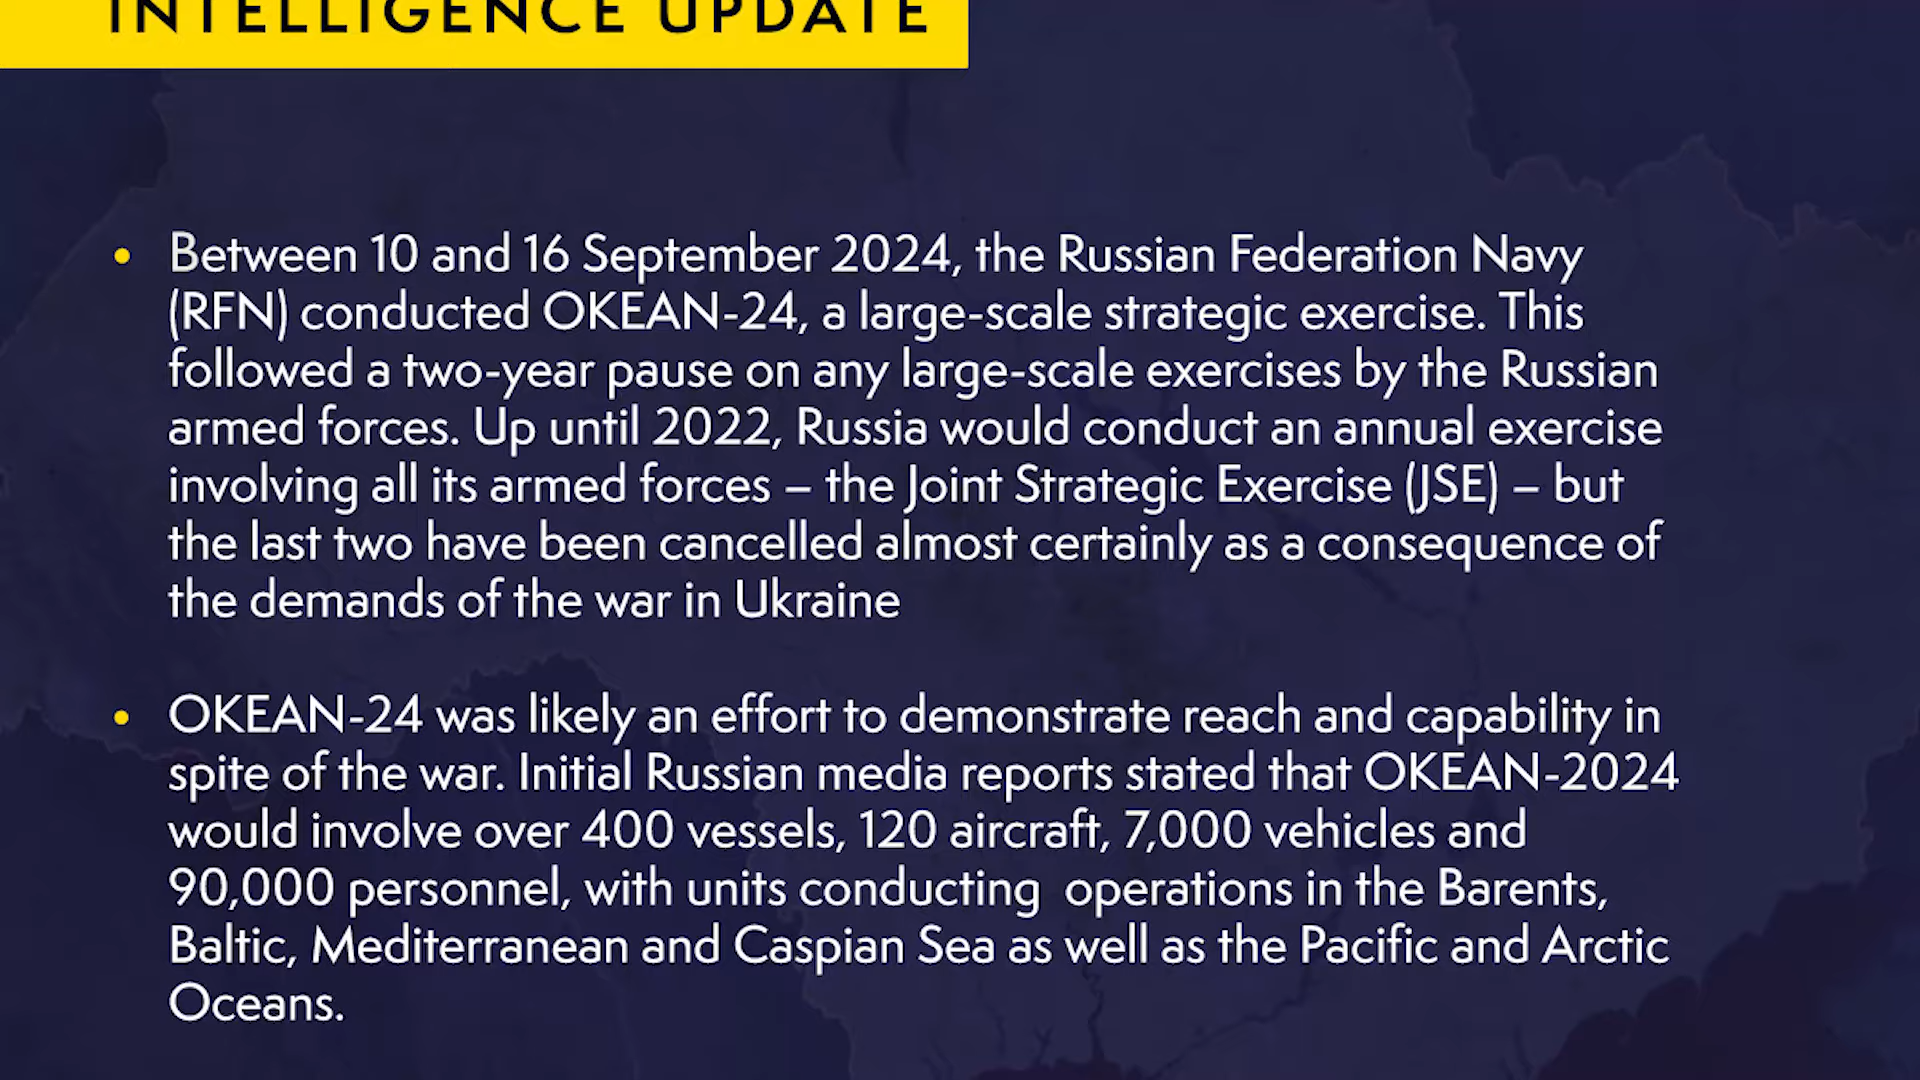 INTELLIGENCE UPDATE
• Between 10 and 16 September 2024, the Russian Federation Navy
(RFN) conducted OKEAN-24, a large-scale strategic exercise. This
followed a two-year pause on any large-scale exercises by the Russian
armed forces. Up until 2022, Russia would conduct an annual exercise
involving all its armed forces – the Joint Strategic Exercise (JSE) – but
the last two have been cancelled almost certainly as a consequence of
the demands of the war in Ukraine
• OKEAN-24 was likely an effort to demonstrate reach and capability in
spite of the war. Initial Russian media reports stated that OKEAN-2024
would involve over 400 vessels, 120 aircraft, 7,000 vehicles and
90,000 personnel, with units conducting  operations in the Barents,
Baltic, Mediterranean and Caspian Sea as well as the Pacific and Arctic
Oceans.